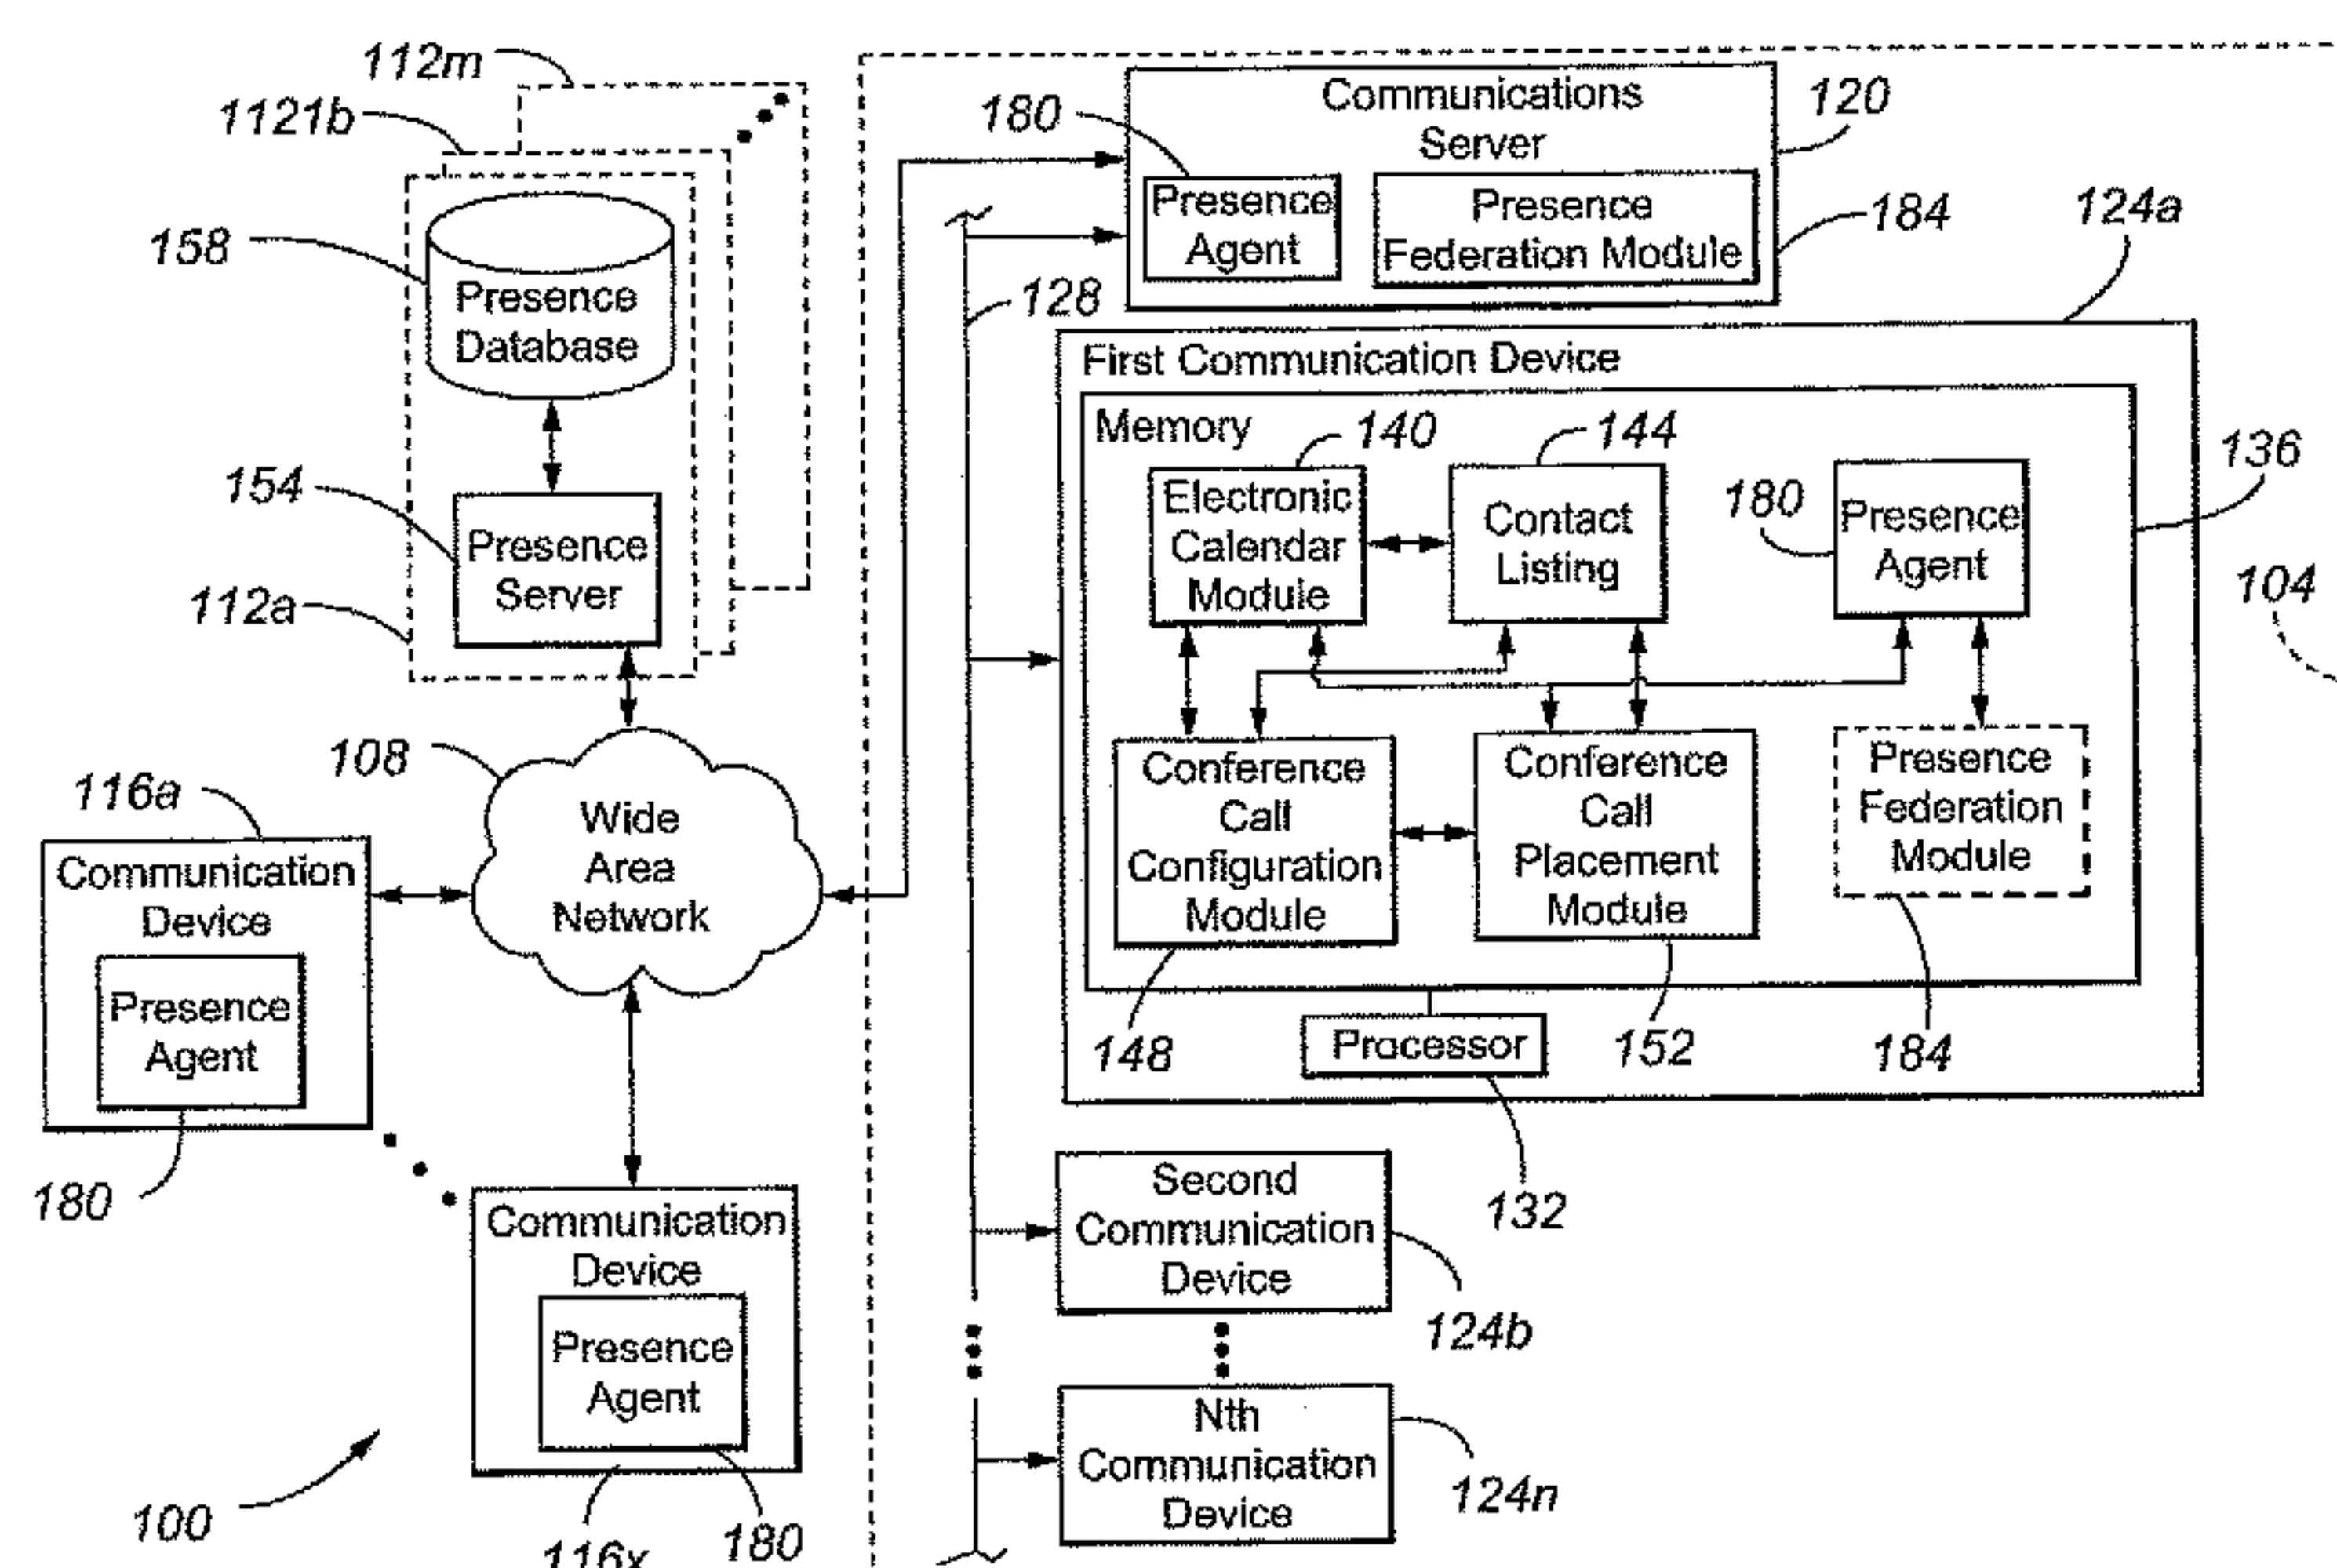 112m
1121b
158
Presence
Database
154
Presence
Server
112a
108
Wide
Area
Network
116a
Communication
Device
Presence
Agent
180
Communication
Device
Presence
Agent
100
116x
180
Communications
Server
120
180
Presence
Agent
Presence
Federation Module
184
128
124a
First Communication Device
Memory
140
144
136
Electronic
Calendar
Module
Contact
Listing
180
Presence
Agent
104
Conference
Call
Configuration
Module
Conference
Call
Placement
Module
Presence
Federation
Module
148
Processor
152
184
132
Second
Communication
Device
124b
Nth
Communication
Device
124n